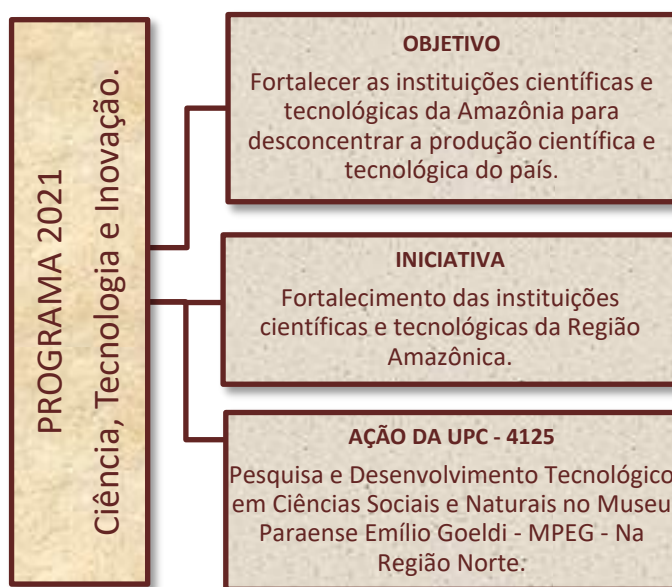 PROGRAMA 2021
Ciência, Tecnologia e Inovação.
OBJETIVO
Fortalecer as instituições científicas e
tecnológicas da Amazônia para
desconcentrar a produção científica e
tecnológica do país.
INICIATIVA
Fortalecimento das instituições
científicas e tecnológicas da Região
Amazônica.
AÇÃO DA UPC - 4125
Pesquisa e Desenvolvimento Tecnológico
em Ciências Sociais e Naturais no Museu
Paraense Emílio Goeldi - MPEG - Na
Região Norte.